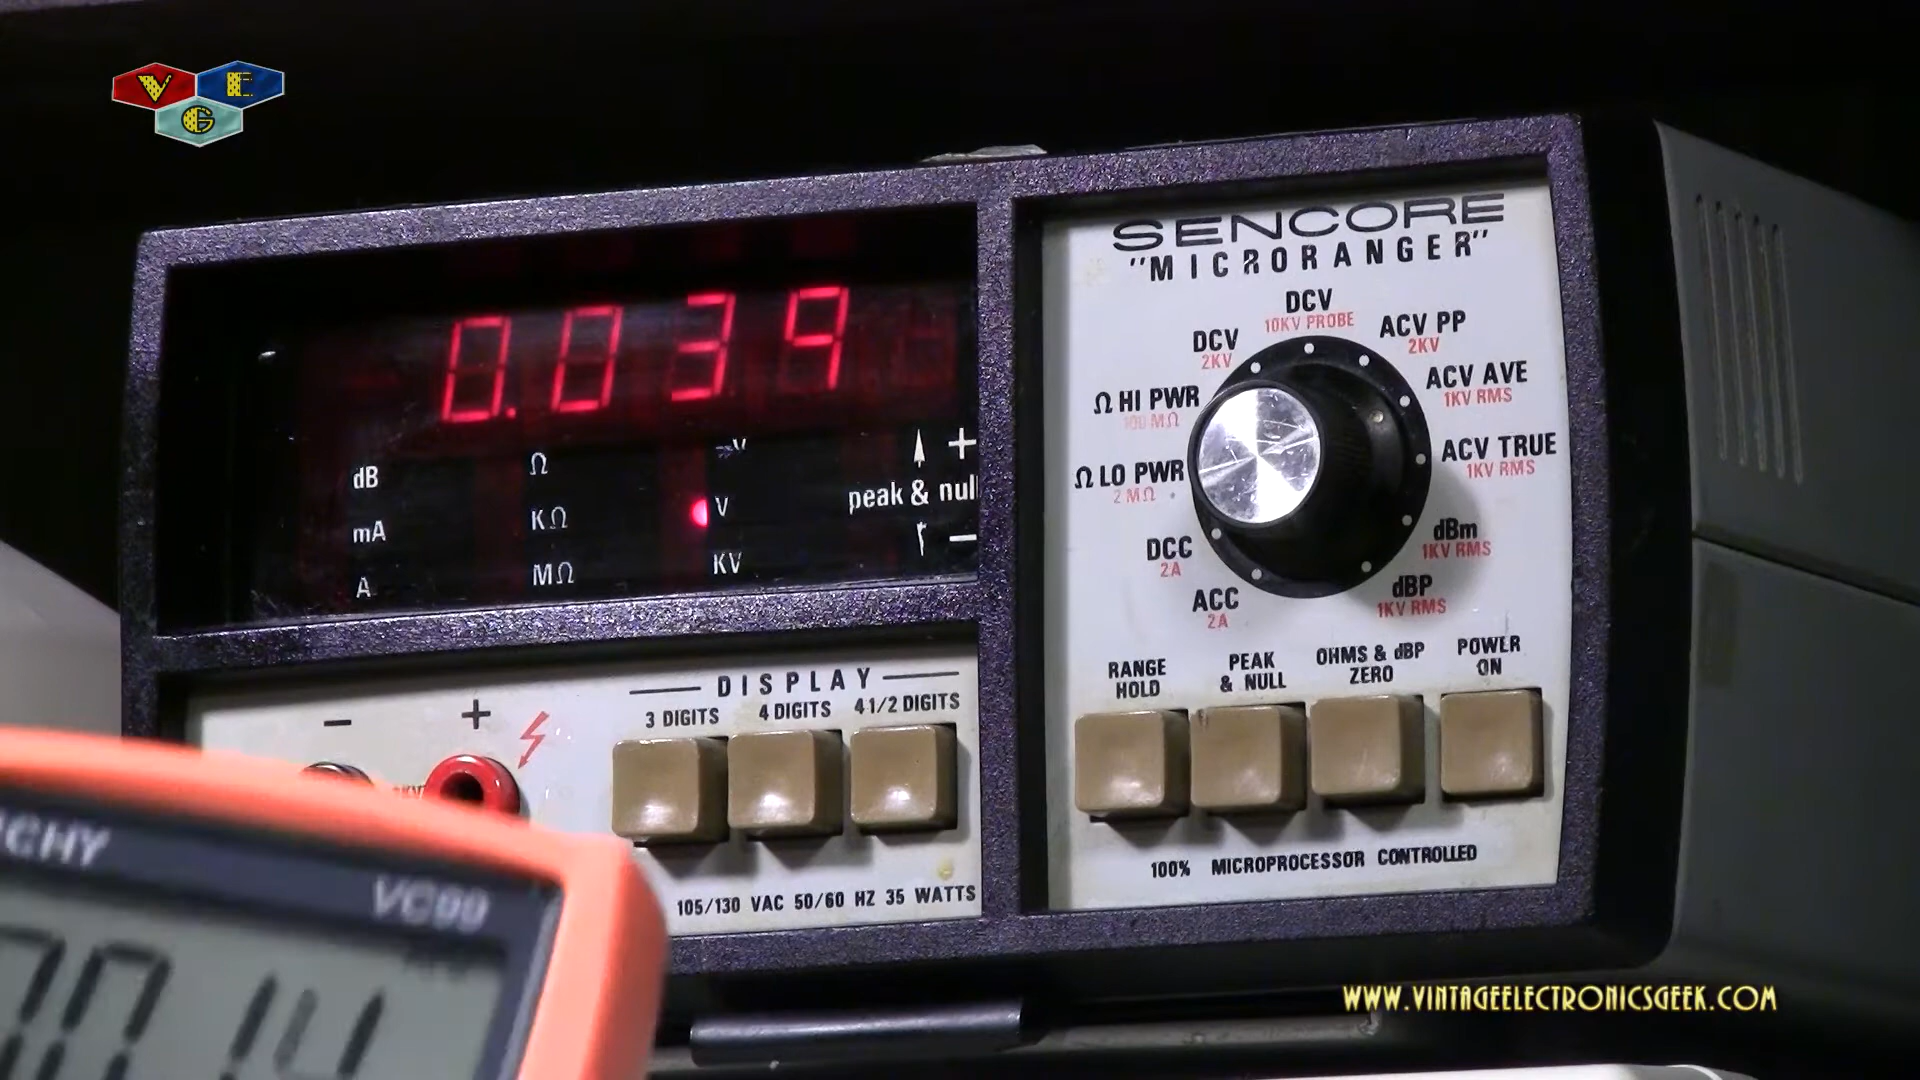 V E
G
SENCORE
"MICRORANGER"
DCV
10KV PROBE
DCV
2KV
ACV PP
2KV
Ω HI PWR
100 MΩ
ACV AVE
1KV RMS
Ω LO PWR
2 MΩ
ACV TRUE
1KV RMS
DCC
2A
dBm
1KV RMS
ACC
2A
dBP
1KV RMS
RANGE
HOLD
PEAK
& NULL
OHMS & dBP
ZERO
POWER
ON
100% MICROPROCESSOR CONTROLLED
0.039
dB
Ω
mA
KΩ
V
A
MΩ
KV
+
peak & null
−
− +
DISPLAY
3 DIGITS
4 DIGITS
4 1/2 DIGITS
105/130 VAC 50/60 HZ 35 WATTS
VC99
WWW.VINTAGEELECTRONICSGEEK.COM